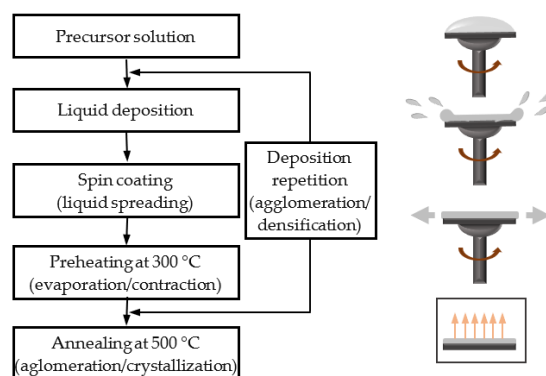 Precursor solution
Liquid deposition
Spin coating
(liquid spreading)
Deposition
repetition
(agglomeration/
densification)
Preheating at 300 °C
(evaporation/contraction)
Annealing at 500 °C
(aglomeration/crystallization)